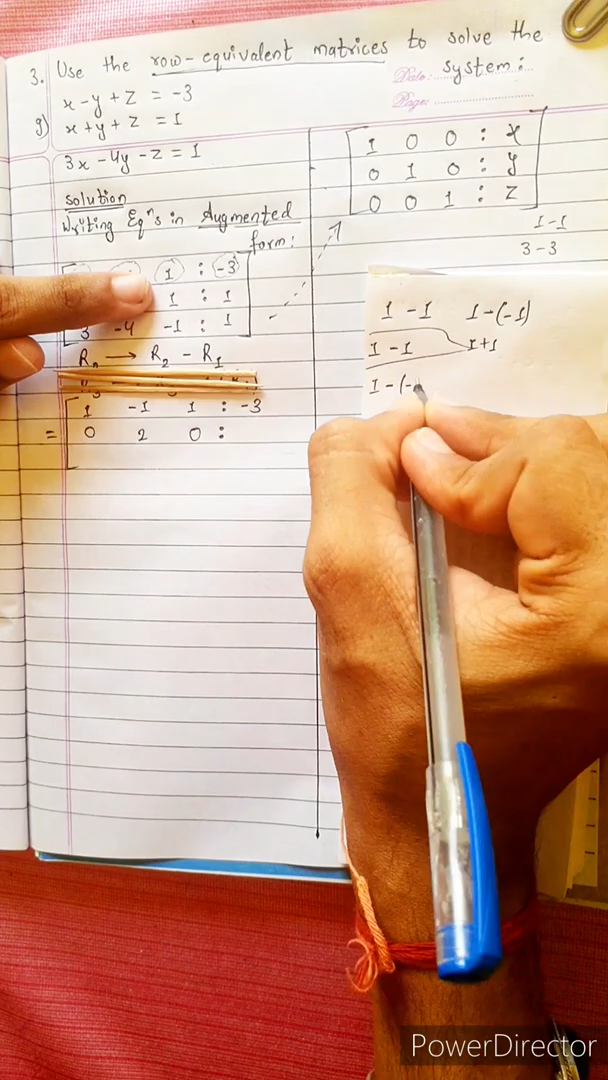 3. Use the row-equivalent matrices to solve the
system:
Date:
Page:
g) x - y + z = -3
x + y + z = 1
3x - 4y - z = 1
solution
Writing Eqⁿs in Augmented
form:
1 : -3
1 : 1
3 -4 -1 : 1
R₂ → R₂ - R₁
1 -1 1 : -3
= 0 2 0 :
1 0 0 : x
0 1 0 : y
0 0 1 : z
1-1
3-3
1 - 1 1-(-1)
1 - 1 1+1
1 - (-
PowerDirector